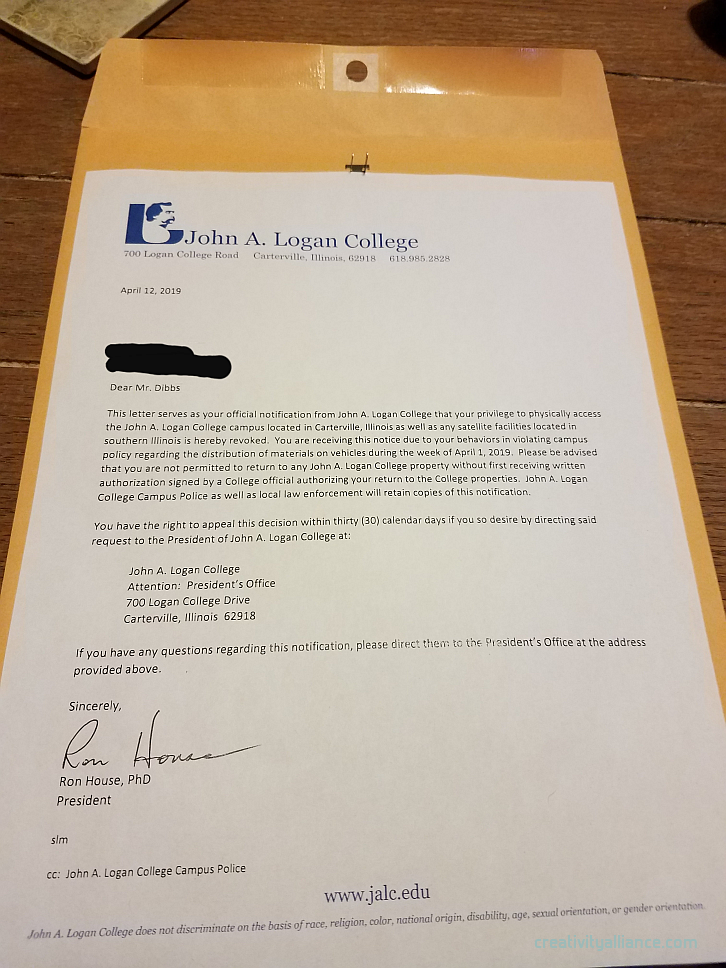 John A. Logan College
700 Logan College Road Carterville, Illinois, 62918 618.985.2828
April 12, 2019
Dear Mr. Dibbs
This letter serves as your official notification from John A. Logan College that your privilege to physically access
the John A. Logan College campus located in Carterville, Illinois as well as any satellite facilities located in
southern Illinois is hereby revoked. You are receiving this notice due to your behaviors in violating campus
policy regarding the distribution of materials on vehicles during the week of April 1, 2019. Please be advised
that you are not permitted to return to any John A. Logan College property without first receiving written
authorization signed by a College official authorizing your return to the College properties. John A. Logan
College Campus Police as well as local law enforcement will retain copies of this notification.
You have the right to appeal this decision within thirty (30) calendar days if you so desire by directing said
request to the President of John A. Logan College at:
John A. Logan College
Attention: President's Office
700 Logan College Drive
Carterville, Illinois 62918
If you have any questions regarding this notification, please direct them to the President's Office at the address
provided above.
Sincerely,
Ron House
Ron House, PhD
President
slm
cc: John A. Logan College Campus Police
www.jalc.edu
John A. Logan College does not discriminate on the basis of race, religion, color, national origin, disability, age, sexual orientation, or gender orientation.
creativityalliance.com